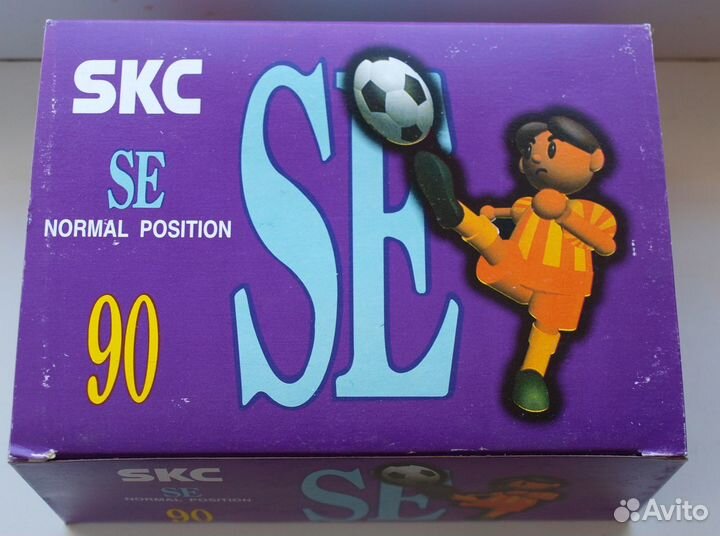 SKC
SE
NORMAL POSITION
90
SE
SKC
SE
NORMAL POSITION
90
SE
Avito